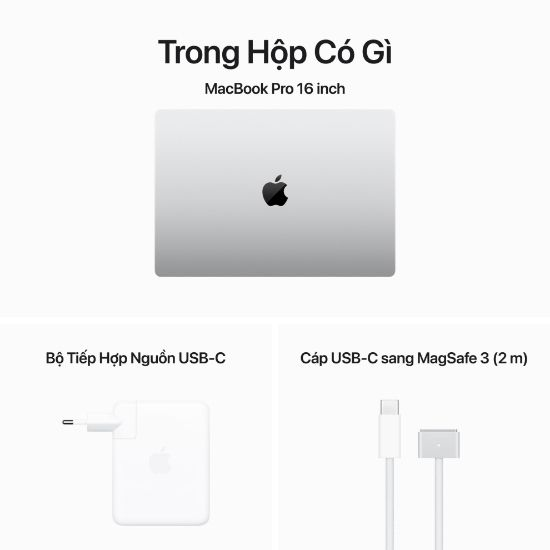 Trong Hộp Có Gì
MacBook Pro 16 inch
Bộ Tiếp Hợp Nguồn USB-C
Cáp USB-C sang MagSafe 3 (2 m)